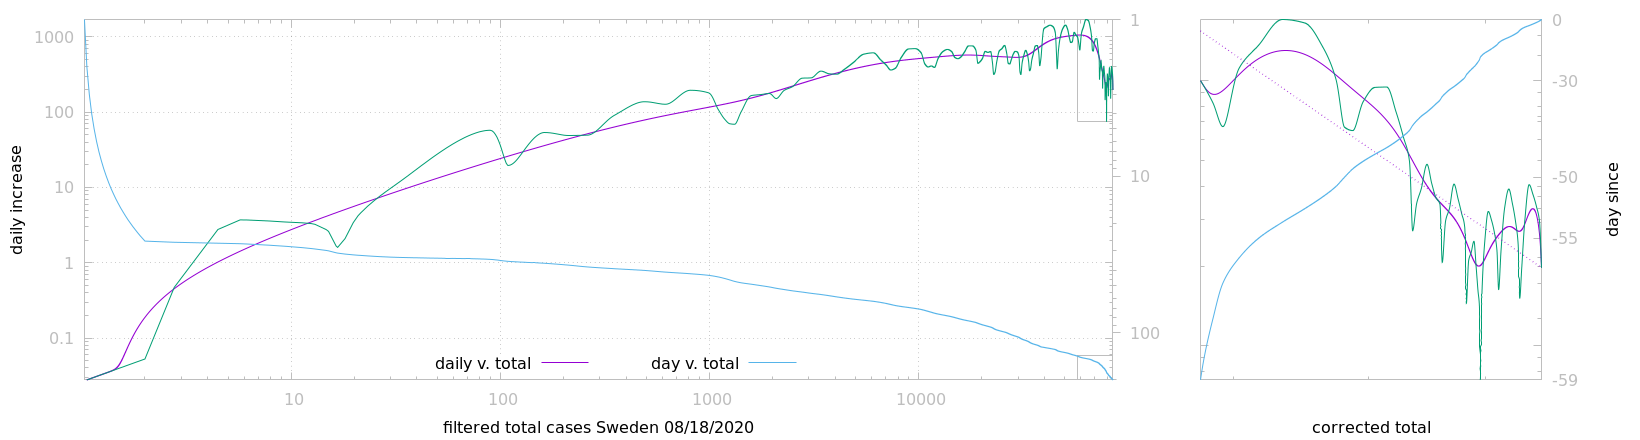 1000
100
10
1
0.1
daily increase
10
100
1000
10000
filtered total cases Sweden 08/18/2020
daily v. total
day v. total
1
10
100
0
-30
-50
-55
-59
day since
corrected total